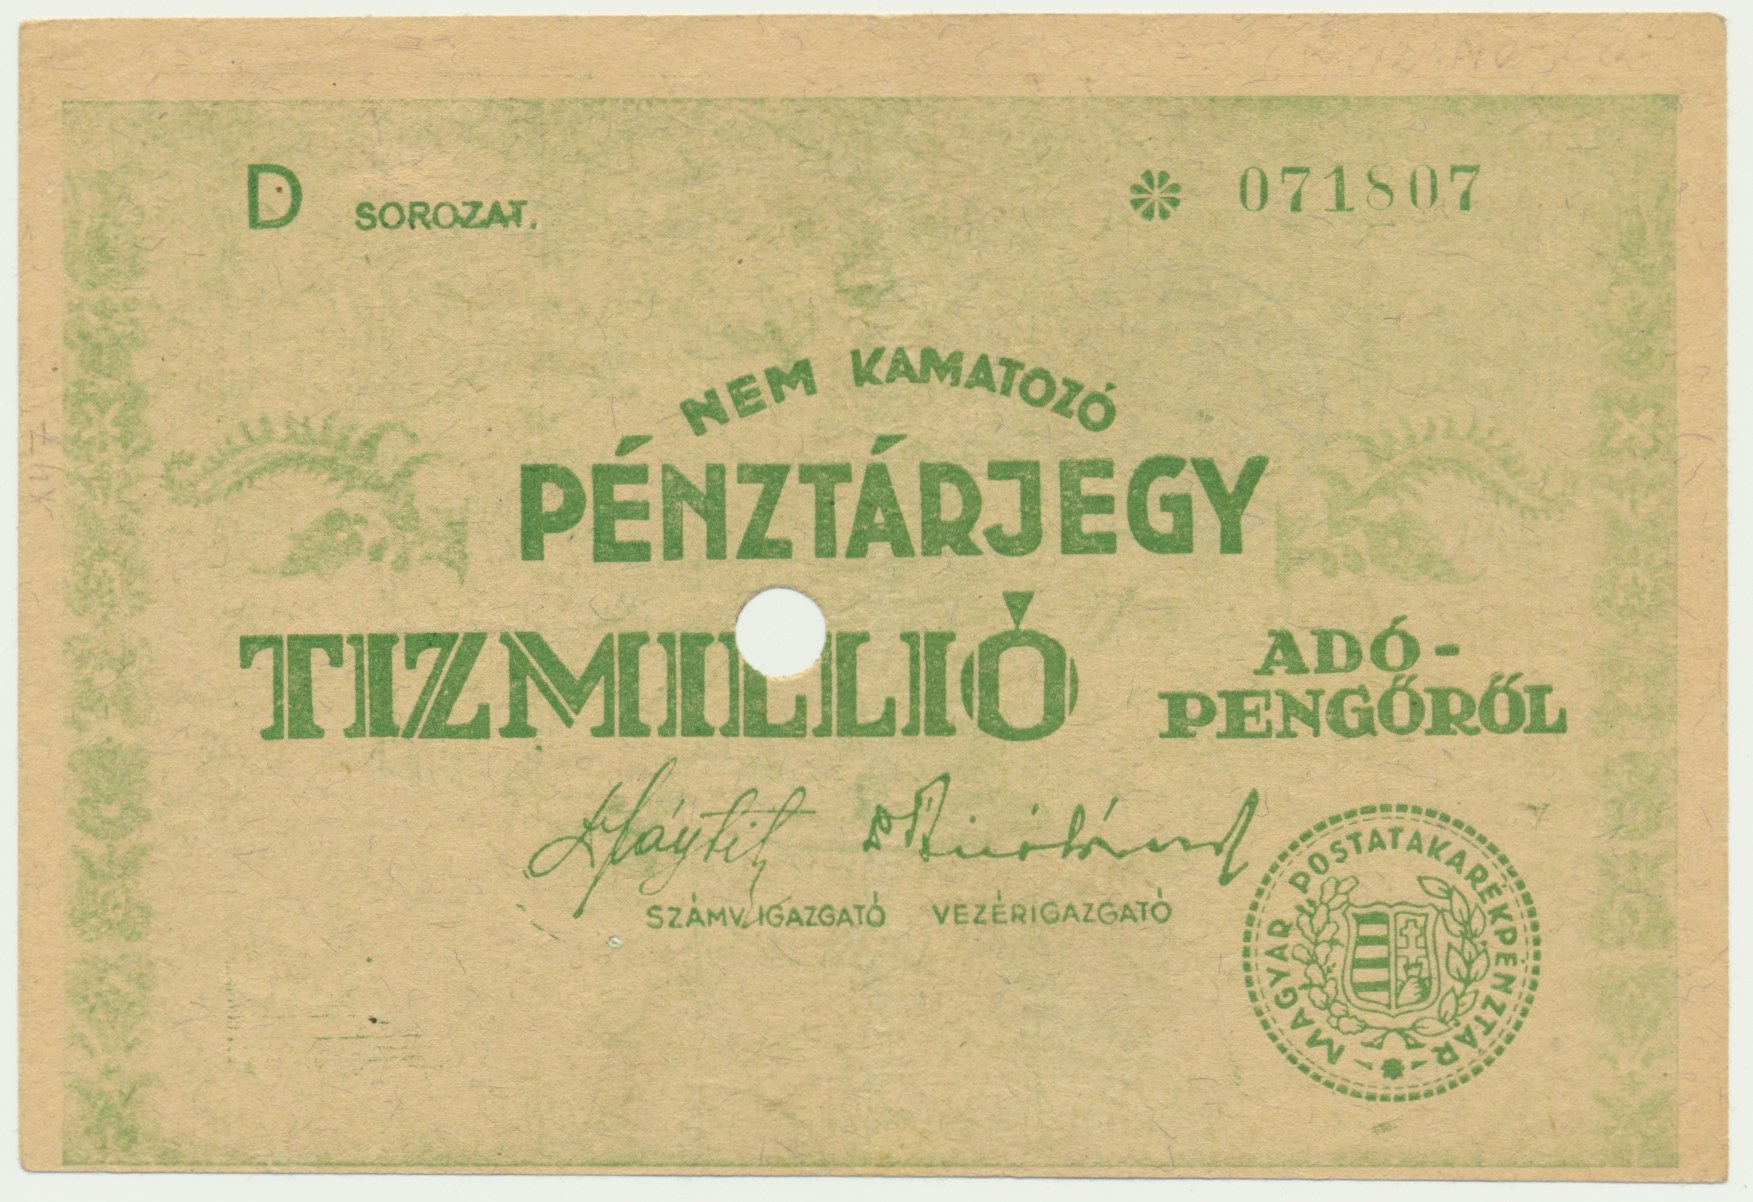 D SOROZAT. * 071807
NEM KAMATOZÓ
PÉNZTÁRJEGY
TIZMILLIÓ
ADÓ-
PENGŐRŐL
SZÁMV.IGAZGATÓ VEZÉRIGAZGATÓ
MAGYAR POSTATAKARÉKPÉNZTÁR